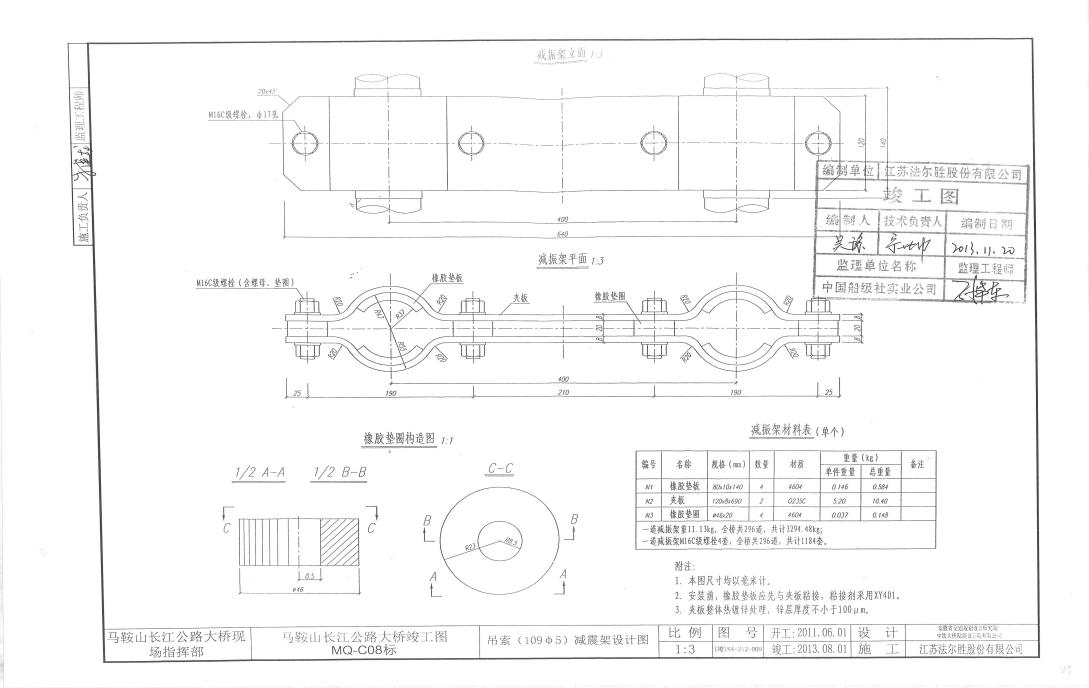 减振架立面 1:3
20x45°
M16C级螺栓，φ17孔
120
140
400
640
施工负责人
监理工程师
编制单位 江苏法尔胜股份有限公司
竣工图
编制人 技术负责人 编制日期
2013.11.20
监理单位名称 监理工程师
中国船级社实业公司
减振架平面 1:3
M16C级螺栓（含螺母、垫圈）
橡胶垫板
夹板
橡胶垫圈
R20 R47 R37 R20 R20 R20
R20 R55 R20 R20 R20
8 20 8
8 20 8
400
25 190 210 190 25
橡胶垫圈构造图 1:1
1/2 A-A 1/2 B-B
C C
8.5
φ46
C-C
B B
R23 R8.5
A A
减振架材料表（单个）
编号 名称 规格（mm） 数量 材质 重量（kg） 备注
单件重量 总重量
N1 橡胶垫板 80x10x140 4 4604 0.146 0.584
N2 夹板 120x8x690 2 Q235C 5.20 10.40
N3 橡胶垫圈 φ46x20 4 4604 0.037 0.148
一道减振架重11.13kg，全桥共296道，共计3294.48kg；
一道减振架M16C级螺栓4套，全桥共296道，共计1184套。
附注：
1. 本图尺寸均以毫米计。
2. 安装前，橡胶垫板应先与夹板粘接，粘接剂采用XY401。
3. 夹板整体热镀锌处理，锌层厚度不小于100μm。
马鞍山长江公路大桥现
场指挥部
马鞍山长江公路大桥竣工图
MQ-C08标
吊索（109φ5）减震架设计图
比例 图号 开工:2011.06.01 设计
1:3 竣工:2013.08.01 施工 江苏法尔胜股份有限公司